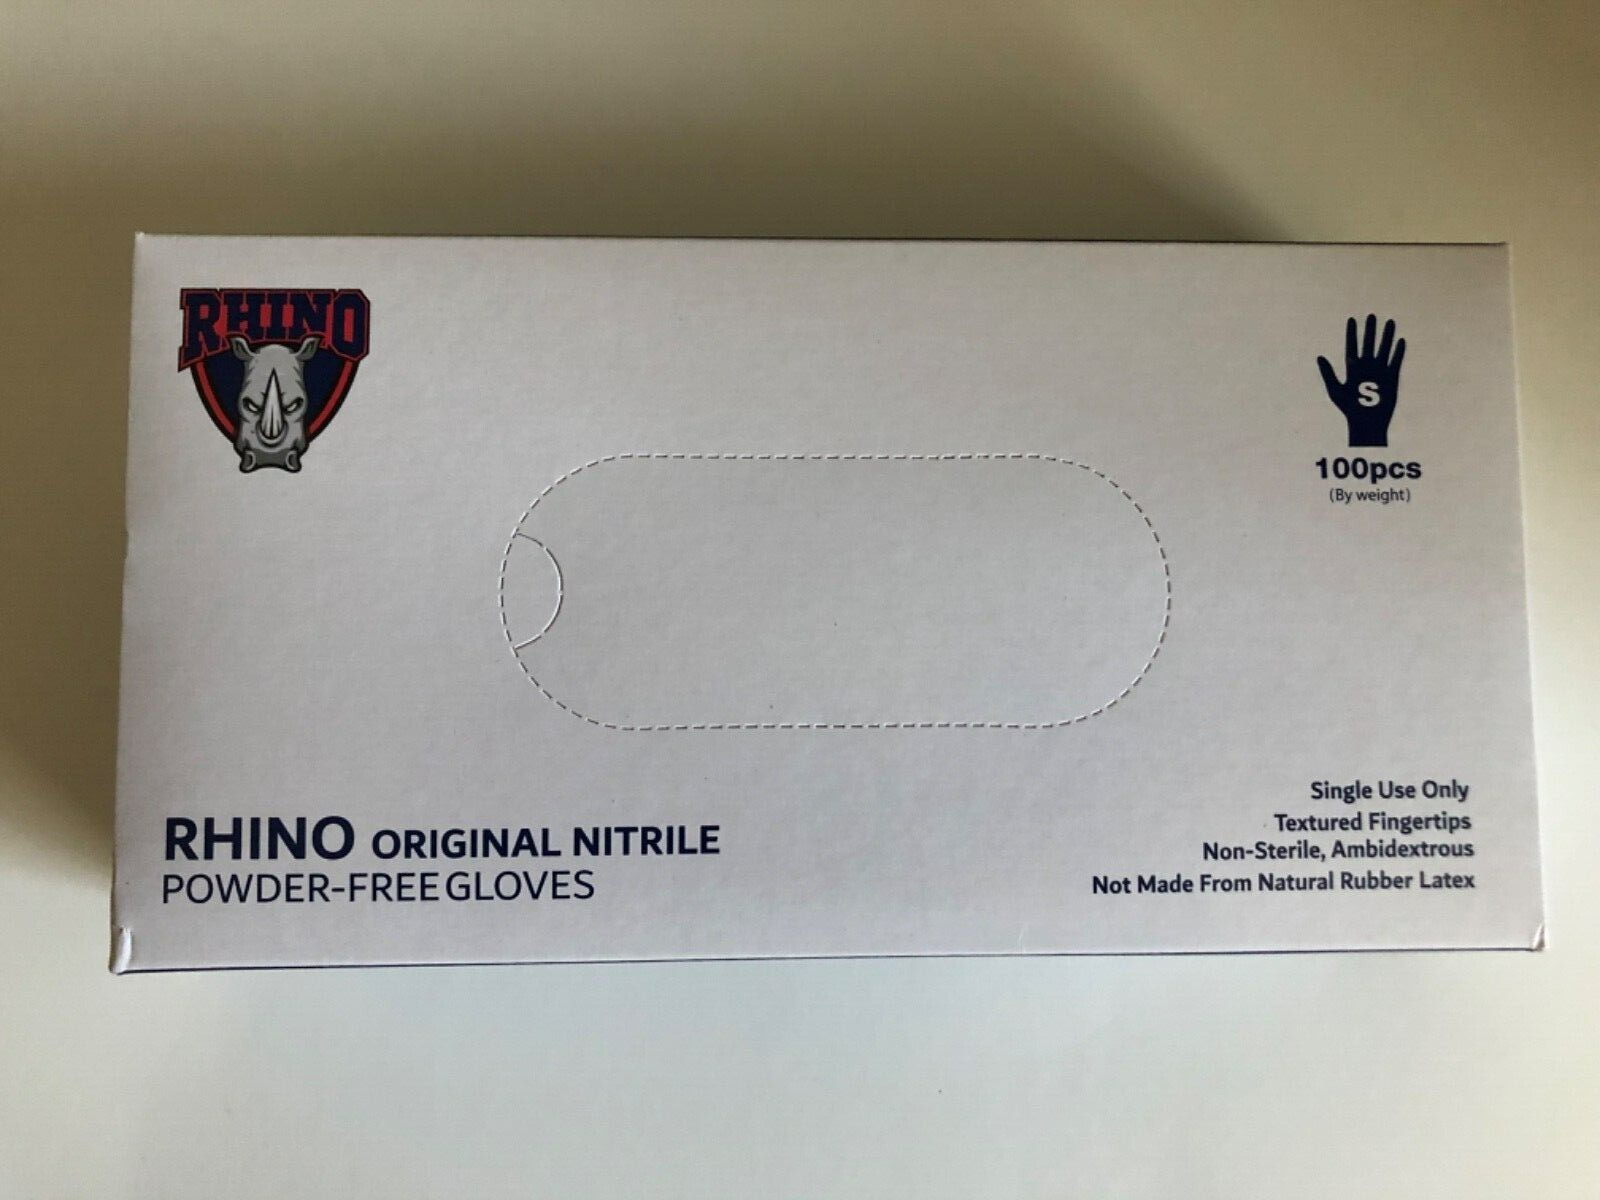 RHINO
S
100pcs
(By weight)
RHINO ORIGINAL NITRILE
POWDER-FREE GLOVES
Single Use Only
Textured Fingertips
Non-Sterile, Ambidextrous
Not Made From Natural Rubber Latex